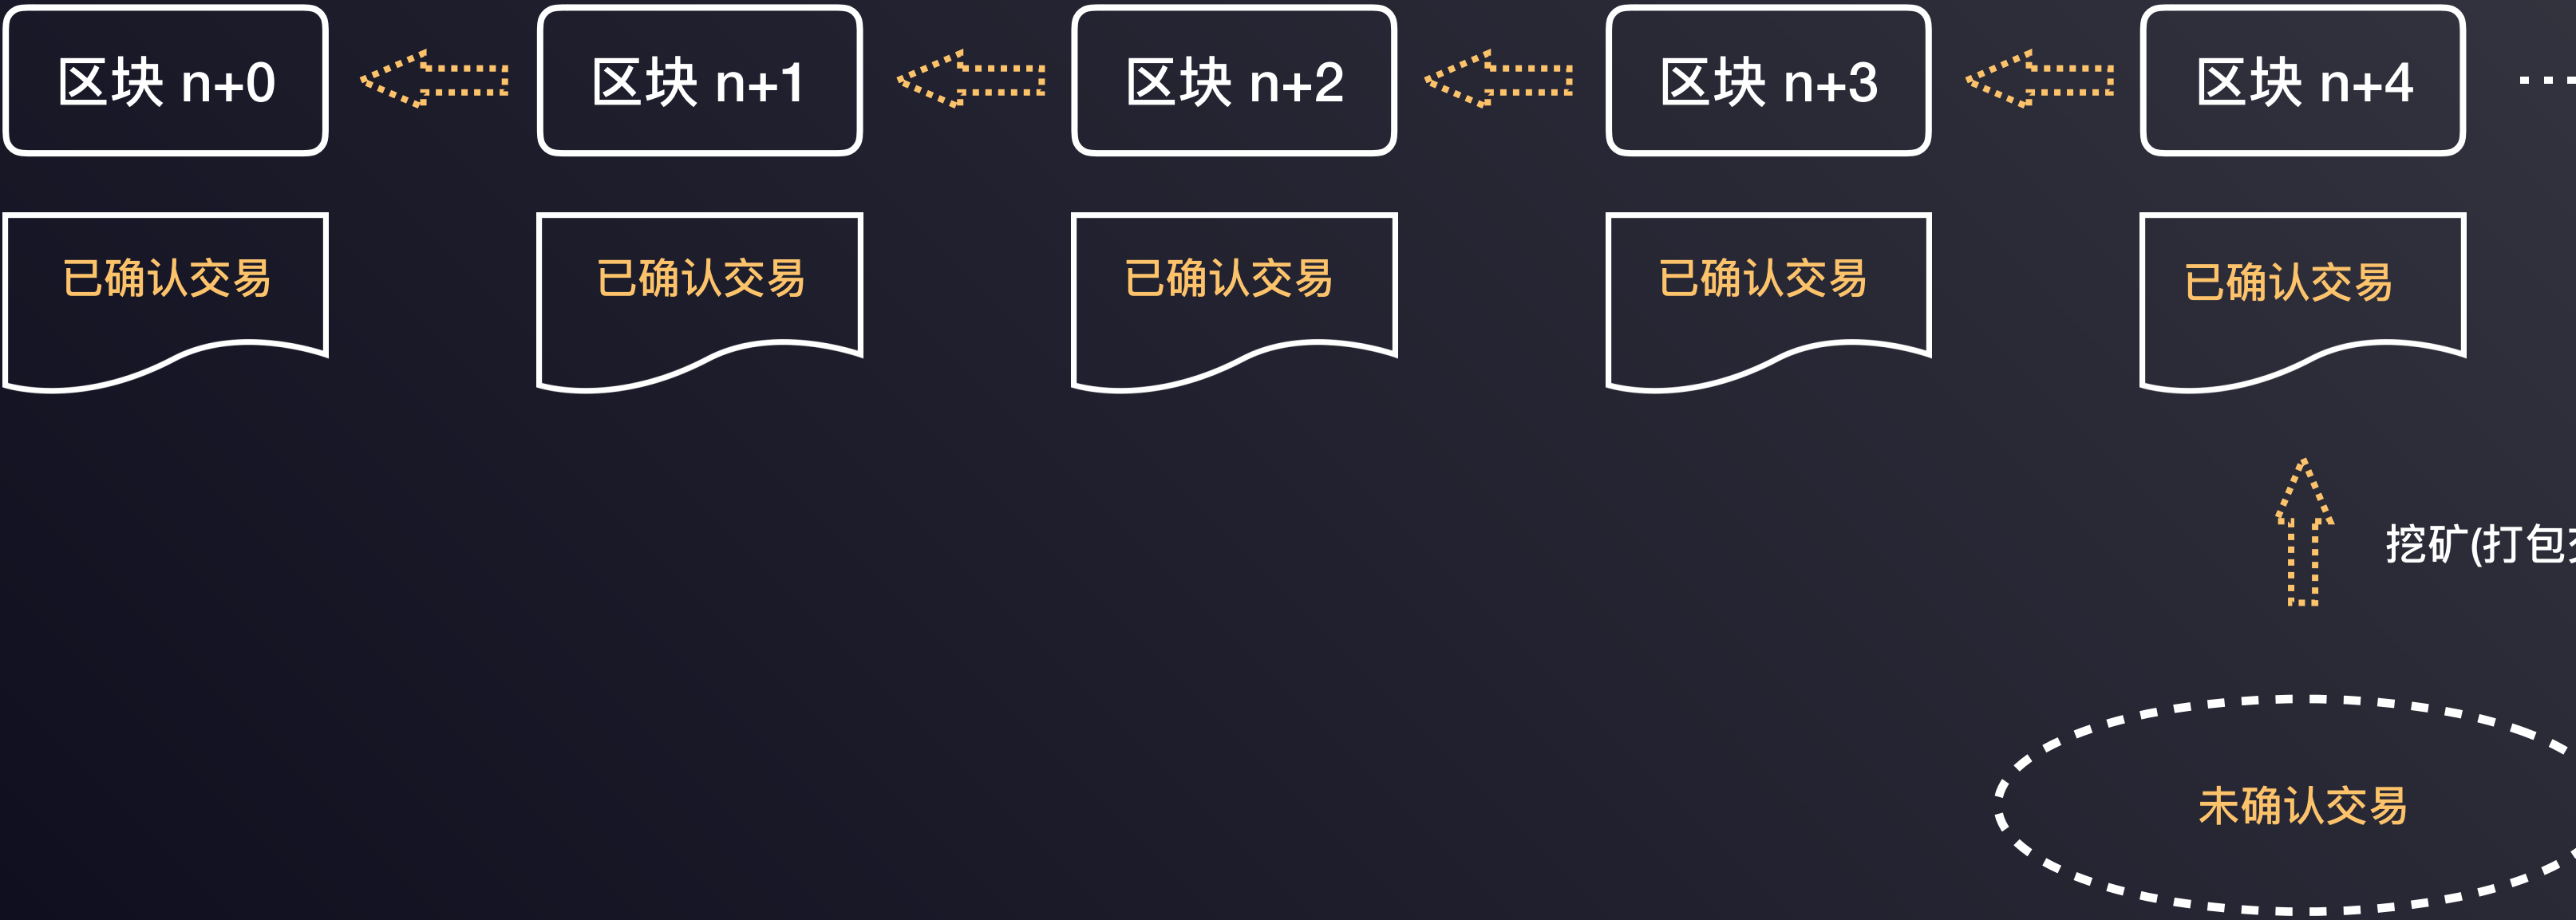 区块 n+0
区块 n+1
区块 n+2
区块 n+3
区块 n+4
已确认交易
已确认交易
已确认交易
已确认交易
已确认交易
挖矿(打包
未确认交易